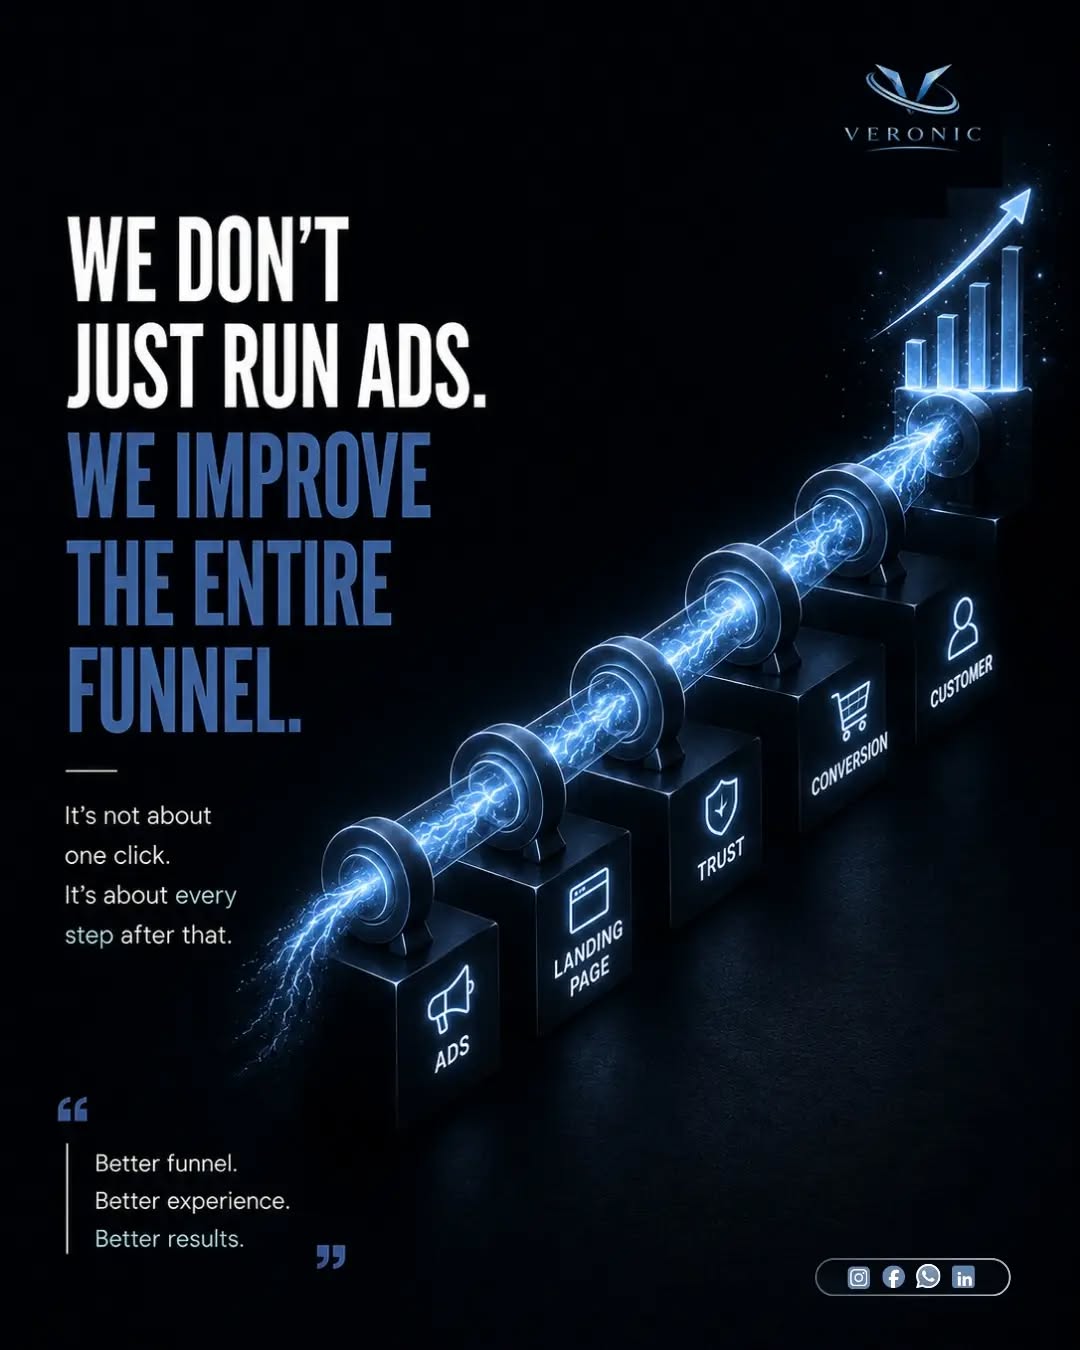 VERONIC
WE DON'T
JUST RUN ADS.
WE IMPROVE
THE ENTIRE
FUNNEL.
It's not about
one click.
It's about every
step after that.
ADS
LANDING
PAGE
TRUST
CONVERSION
CUSTOMER
“
Better funnel.
Better experience.
Better results.
”